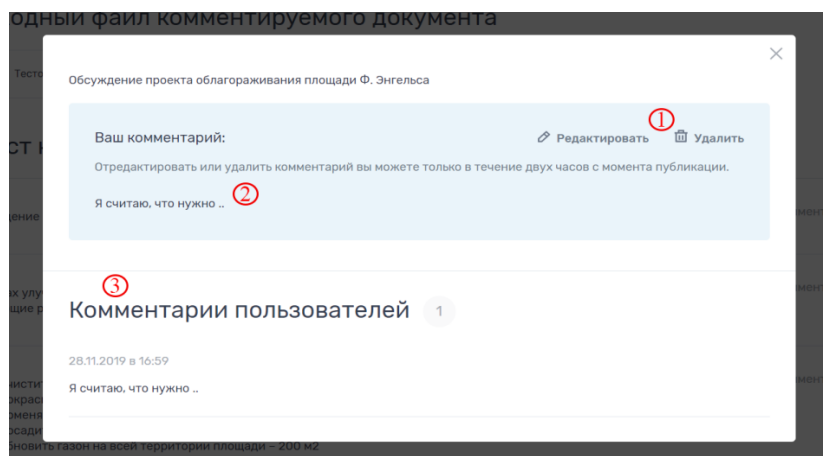 одный файл комментируемого документа
Тесто
Обсуждение проекта облагораживания площади Ф. Энгельса
1
Ваш комментарий:
Редактировать
Удалить
Отредактировать или удалить комментарий вы можете только в течение двух часов с момента публикации.
Я считаю, что нужно ..
2
3
Комментарии пользователей 1
28.11.2019 в 16:59
Я считаю, что нужно ..
бновить газон на всей территории площади – 200 м2